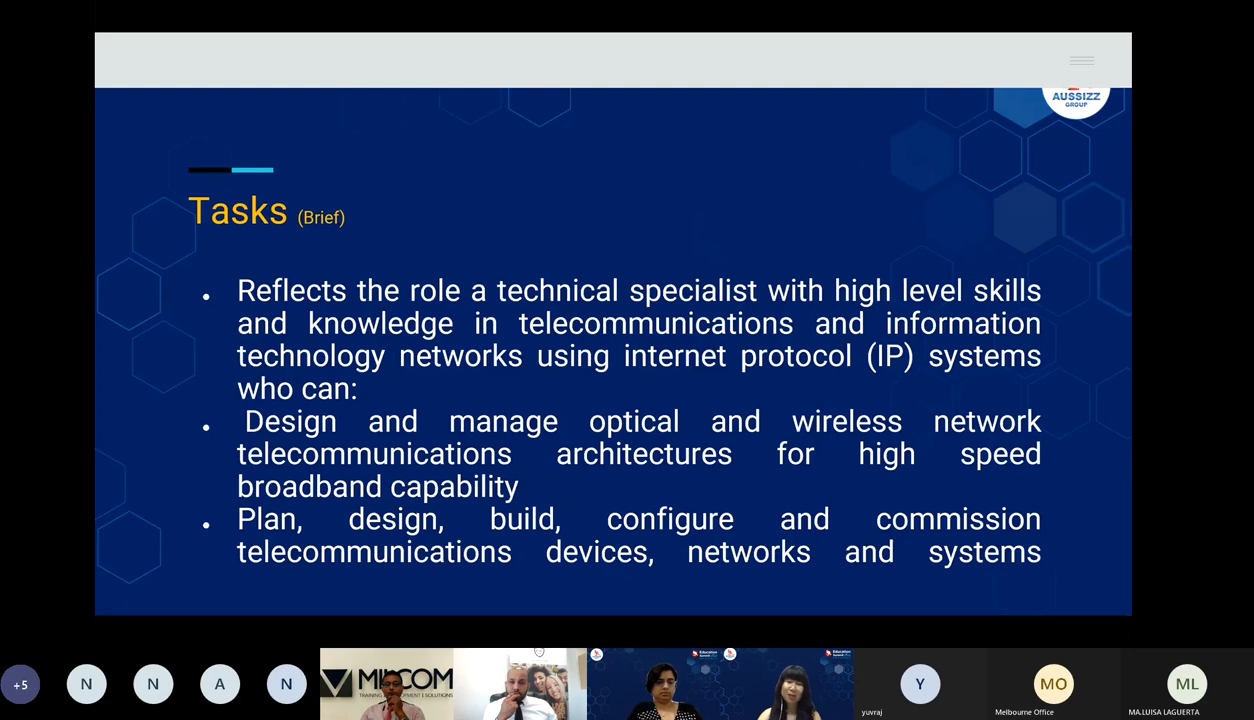 AUSSIZZ
GROUP
Tasks (Brief)
• Reflects the role a technical specialist with high level skills
and knowledge in telecommunications and information
technology networks using internet protocol (IP) systems
who can:
• Design and manage optical and wireless network
telecommunications architectures for high speed
broadband capability
• Plan, design, build, configure and commission
telecommunications devices, networks and systems
+5
N
N
A
N
Education
Education
Y
MO
ML
yuvraj
Melbourne Office
MA.LUISA LAGUERTA